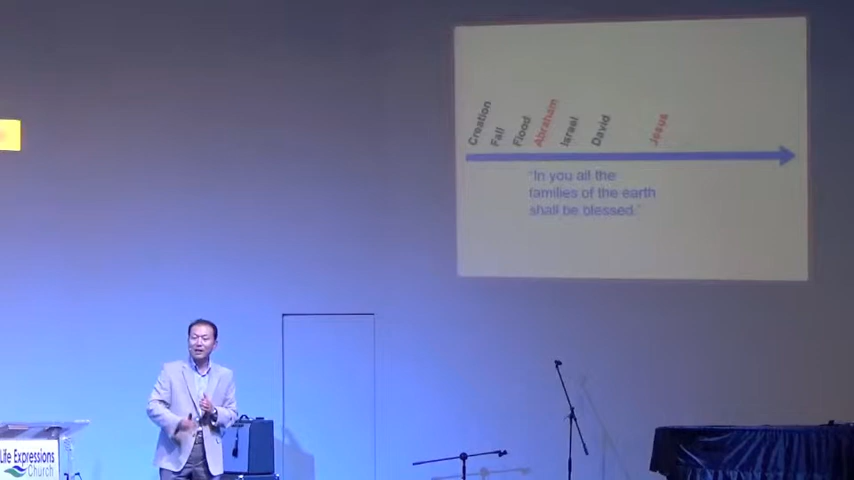 Creation
Fall
Flood
Abraham
Israel
David
Jesus
"In you all the
families of the earth
shall be blessed."
Life Expressions
Church